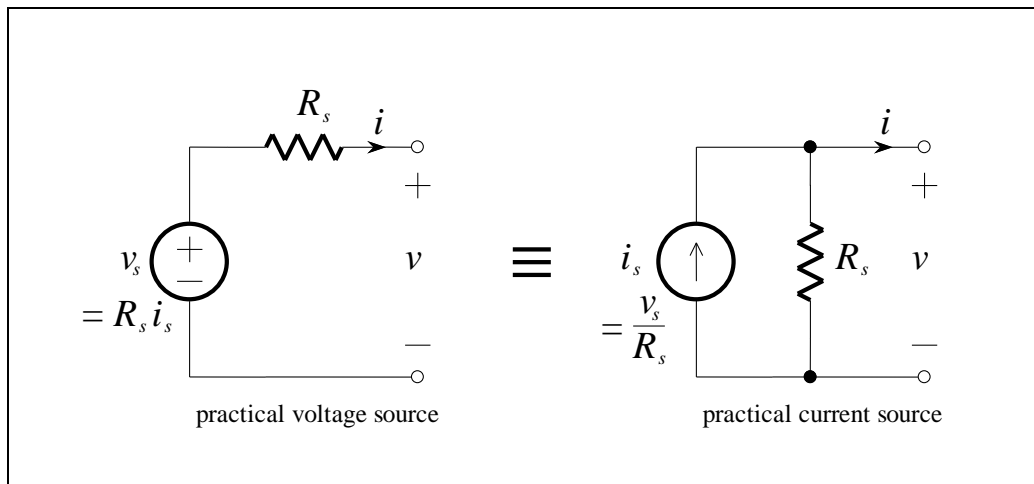 R_s
i
+
v_s
+
−
v
= R_s i_s
−
practical voltage source
≡
i
+
i_s
R_s
v
= v_s / R_s
−
practical current source